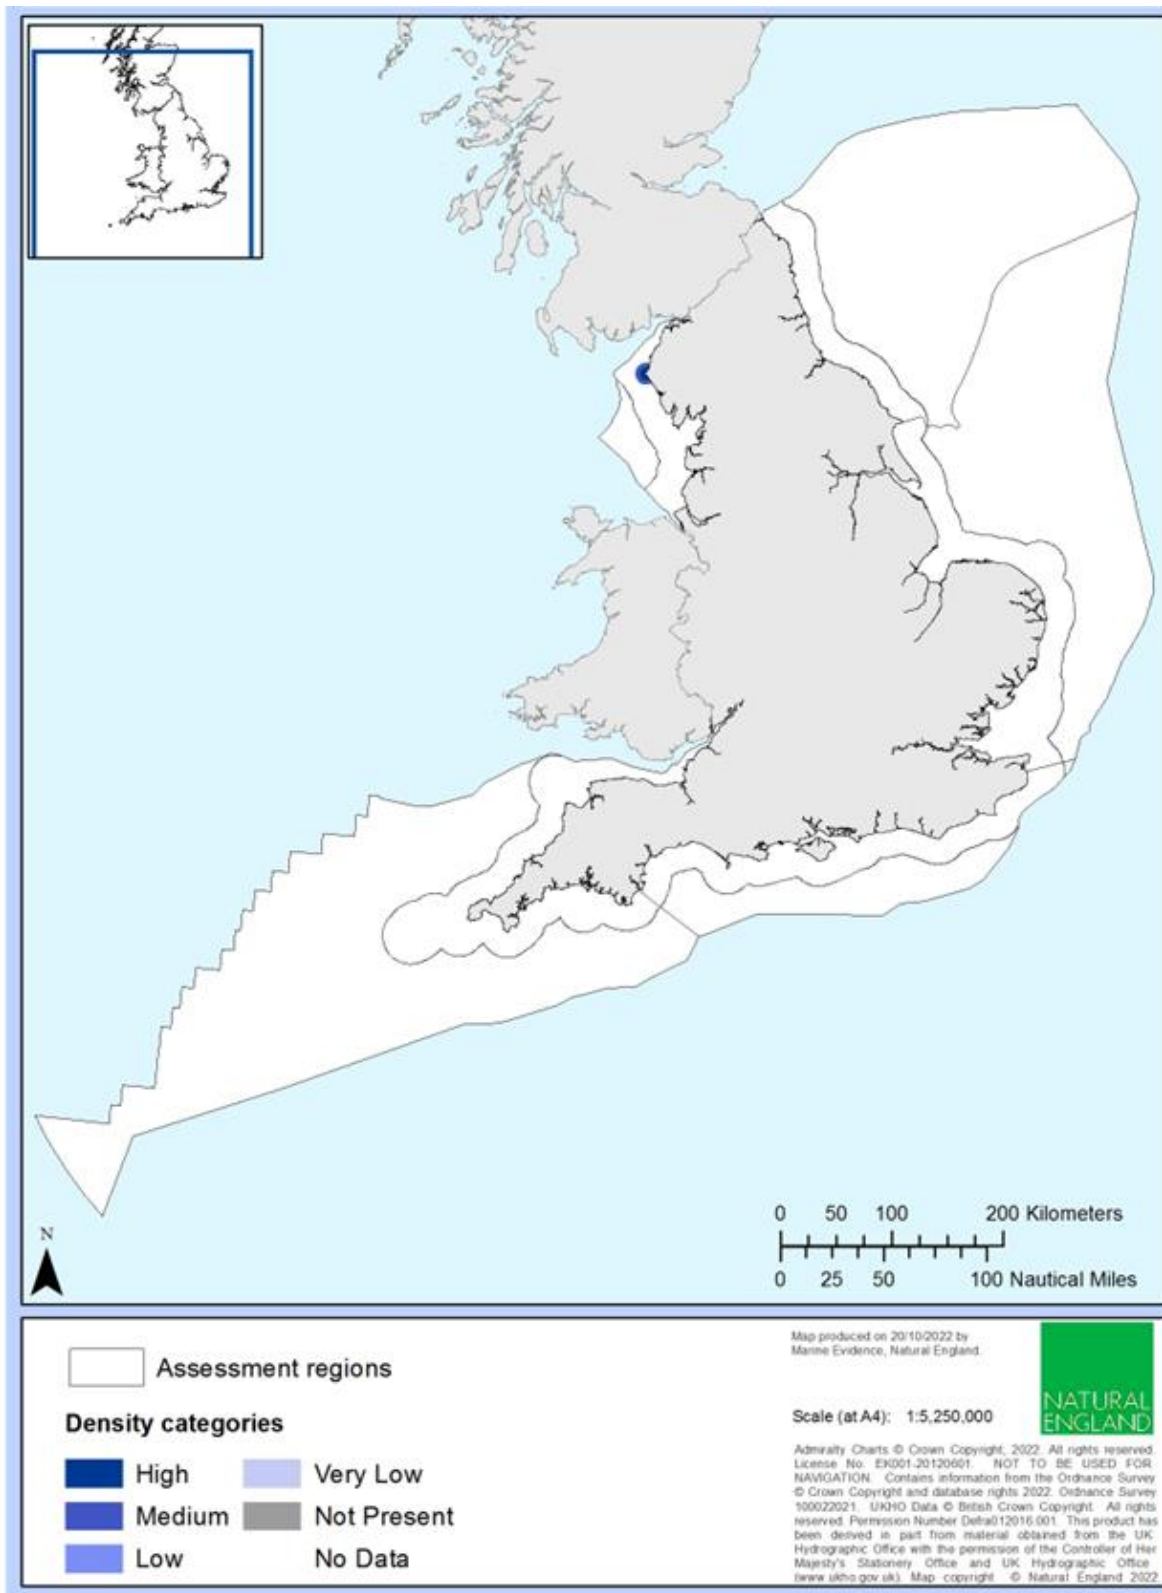 N
0 50 100 200 Kilometers
0 25 50 100 Nautical Miles
Assessment regions
Density categories
High
Very Low
Medium
Not Present
Low
No Data
Map produced on 20/10/2022 by
Marine Evidence, Natural England.
Scale (at A4): 1:5,250,000
NATURAL
ENGLAND
Admiralty Charts © Crown Copyright, 2022. All rights reserved.
License No. EK001-20120601. NOT TO BE USED FOR
NAVIGATION. Contains information from the Ordnance Survey
© Crown Copyright and database rights 2022. Ordnance Survey
100022021. UKHO Data © British Crown Copyright. All rights
reserved. Permission Number Defra012016.001. This product has
been derived in part from material obtained from the UK
Hydrographic Office with the permission of the Controller of Her
Majesty's Stationery Office and UK Hydrographic Office
(www.ukho.gov.uk). Map copyright © Natural England 2022